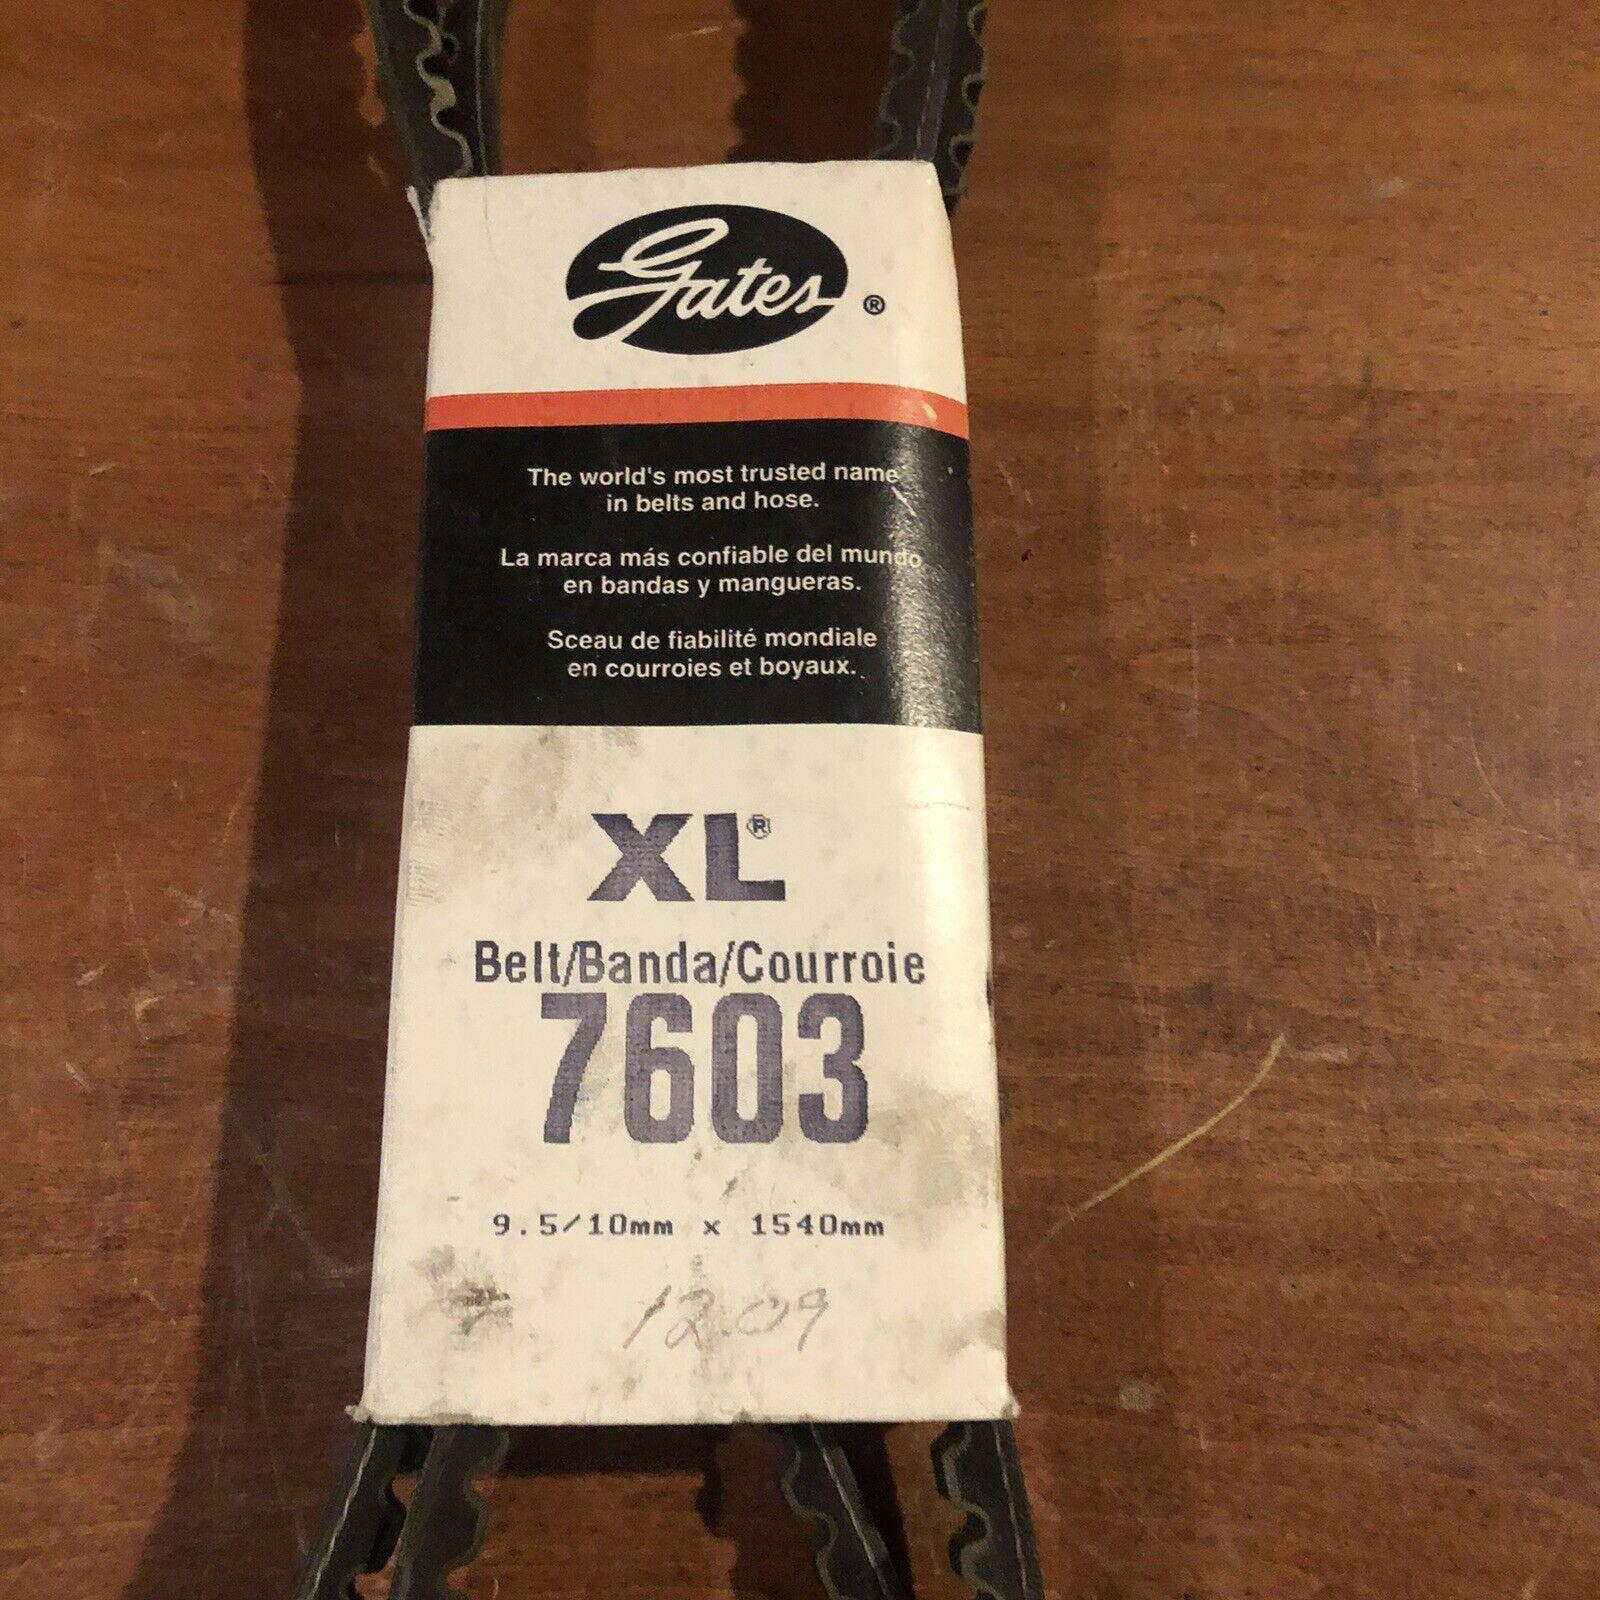 Gates ®
The world's most trusted name
in belts and hose.
La marca más confiable del mundo
en bandas y mangueras.
Sceau de fiabilité mondiale
en courroies et boyaux.
XL®
Belt/Banda/Courroie
7603
9.5/10mm x 1540mm
12.09